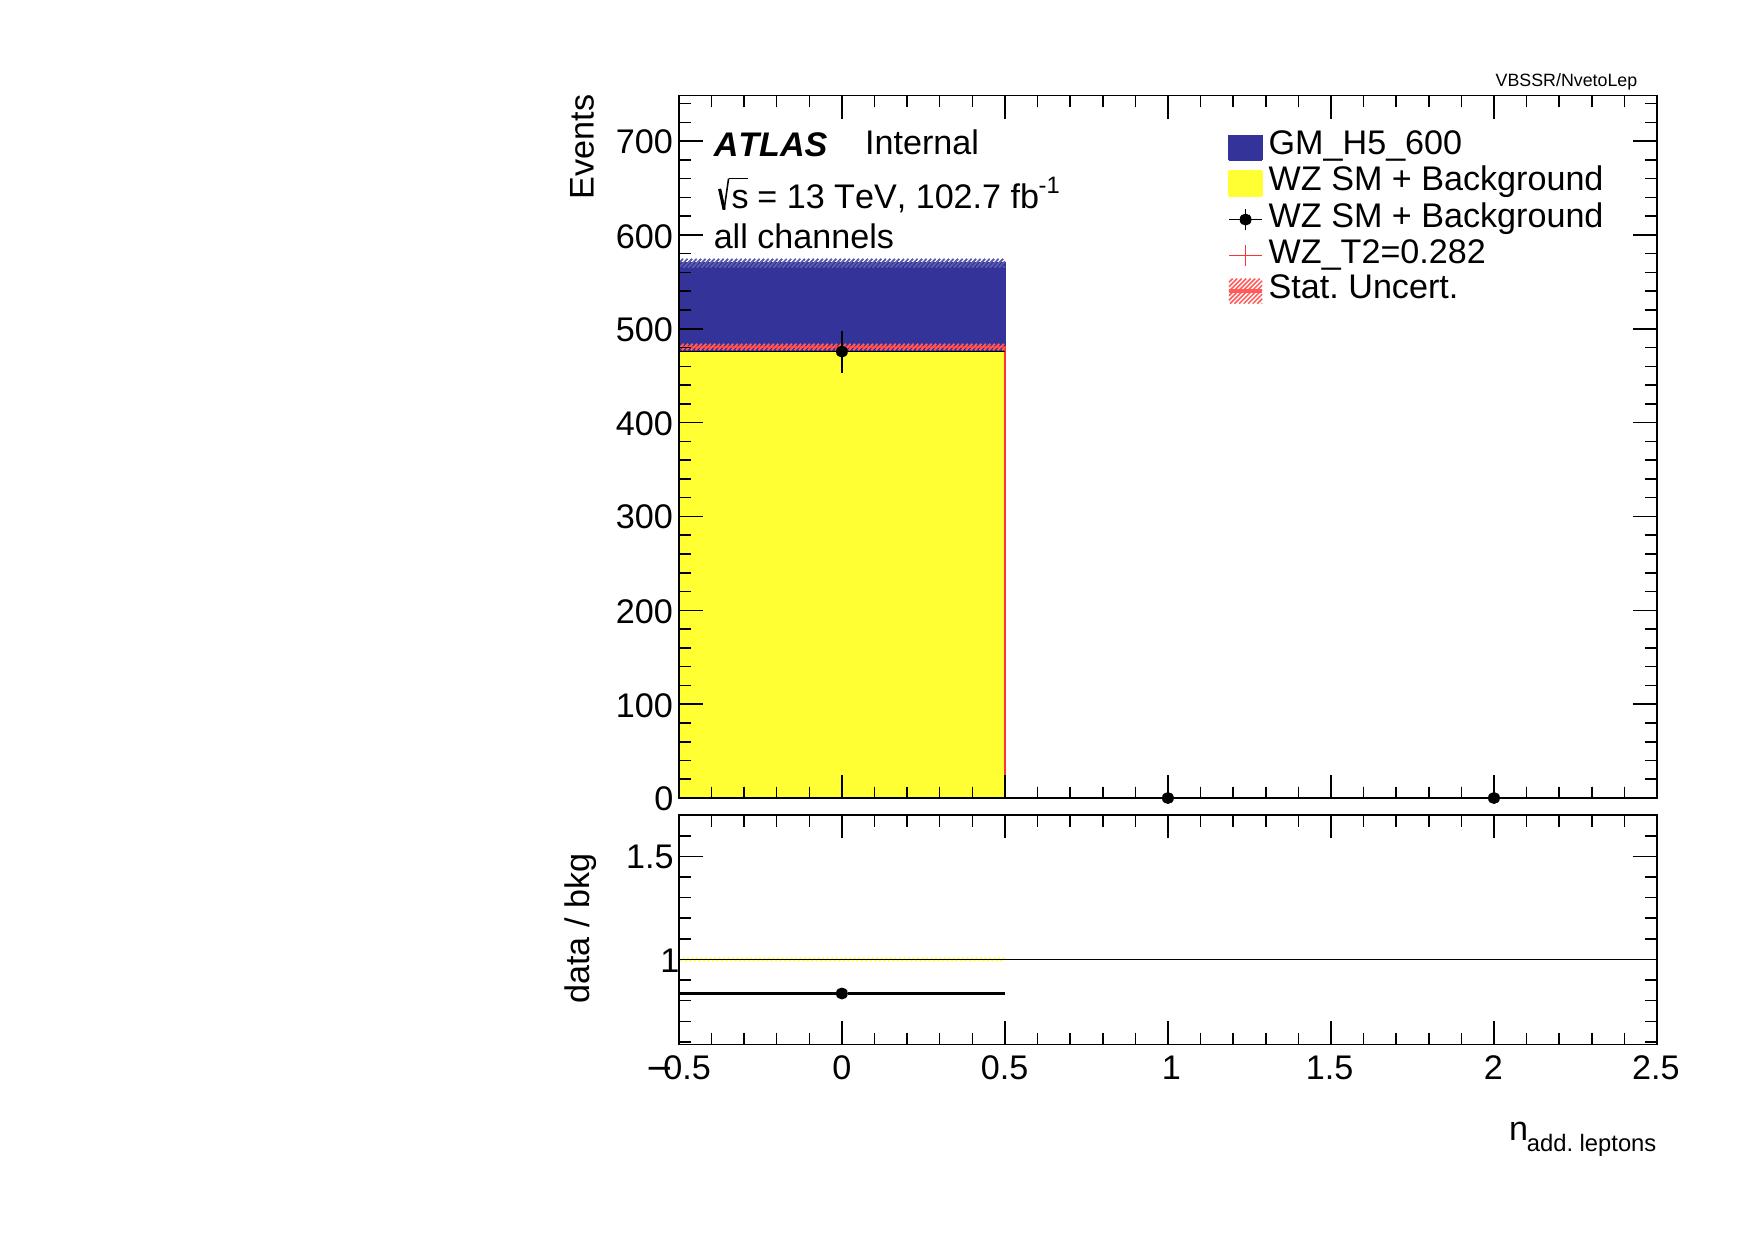 VBSSR/NvetoLep
Events
ATLAS Internal
√s = 13 TeV, 102.7 fb-1
all channels
GM_H5_600
WZ SM + Background
WZ SM + Background
WZ_T2=0.282
Stat. Uncert.
700
600
500
400
300
200
100
0
data / bkg
1.5
1
−0.5 0 0.5 1 1.5 2 2.5
nadd. leptons